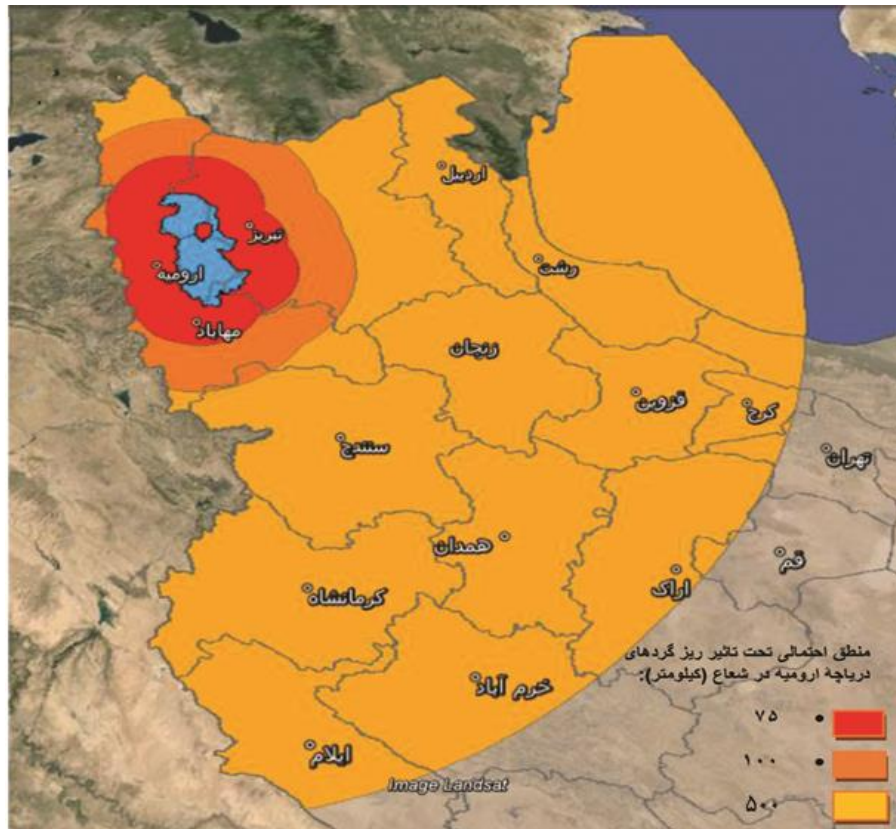 اردبیل
تبریز
ارومیه
رشت
مهاباد
زنجان
قزوین
کرج
سنندج
تهران
همدان
قم
کرمانشاه
اراک
منطق احتمالی تحت تاثیر ریز گردهای
دریاچهٔ ارومیه در شعاع (کیلومتر):
خرم آباد
۷۵ •
ایلام
۱۰۰ •
Image Landsat
۵۰۰